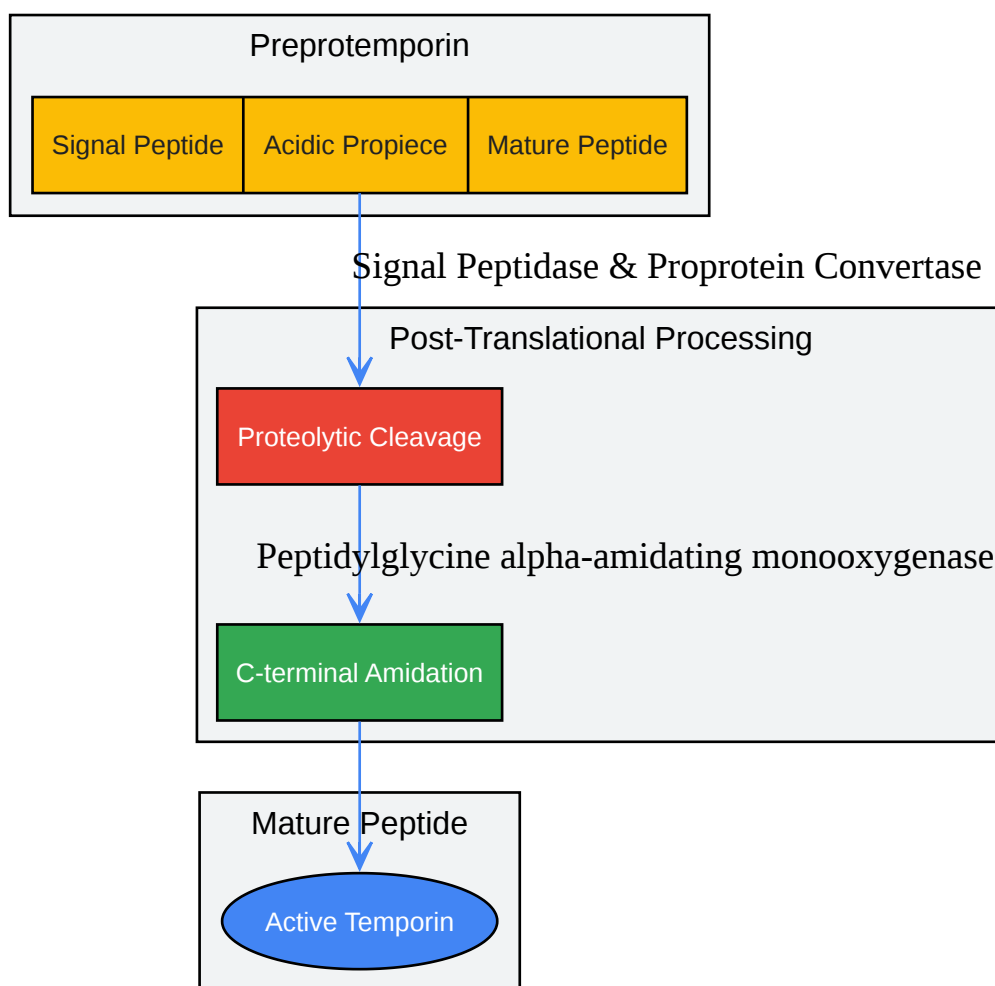 Preprotemporin
Signal Peptide Acidic Propiece Mature Peptide
Signal Peptidase & Proprotein Convertase
Post-Translational Processing
Proteolytic Cleavage
Peptidylglycine alpha-amidating monooxygenase
C-terminal Amidation
Mature Peptide
Active Temporin